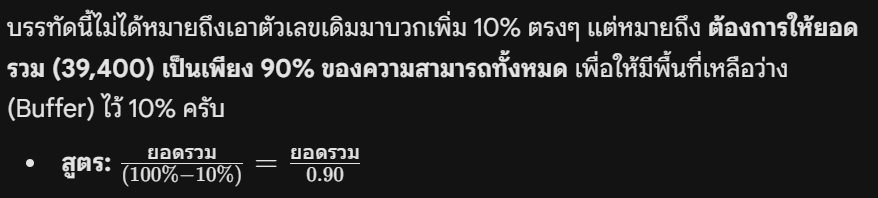 บรรทัดนี้ไม่ได้หมายถึงเอาตัวเลขเดิมมาบวกเพิ่ม 10% ตรงๆ แต่หมายถึง ต้องการให้ยอด
รวม (39,400) เป็นเพียง 90% ของความสามารถทั้งหมด เพื่อให้มีพื้นที่เหลือว่าง
(Buffer) ไว้ 10% ครับ
• สูตร: ยอดรวม/(100%−10%) = ยอดรวม/0.90